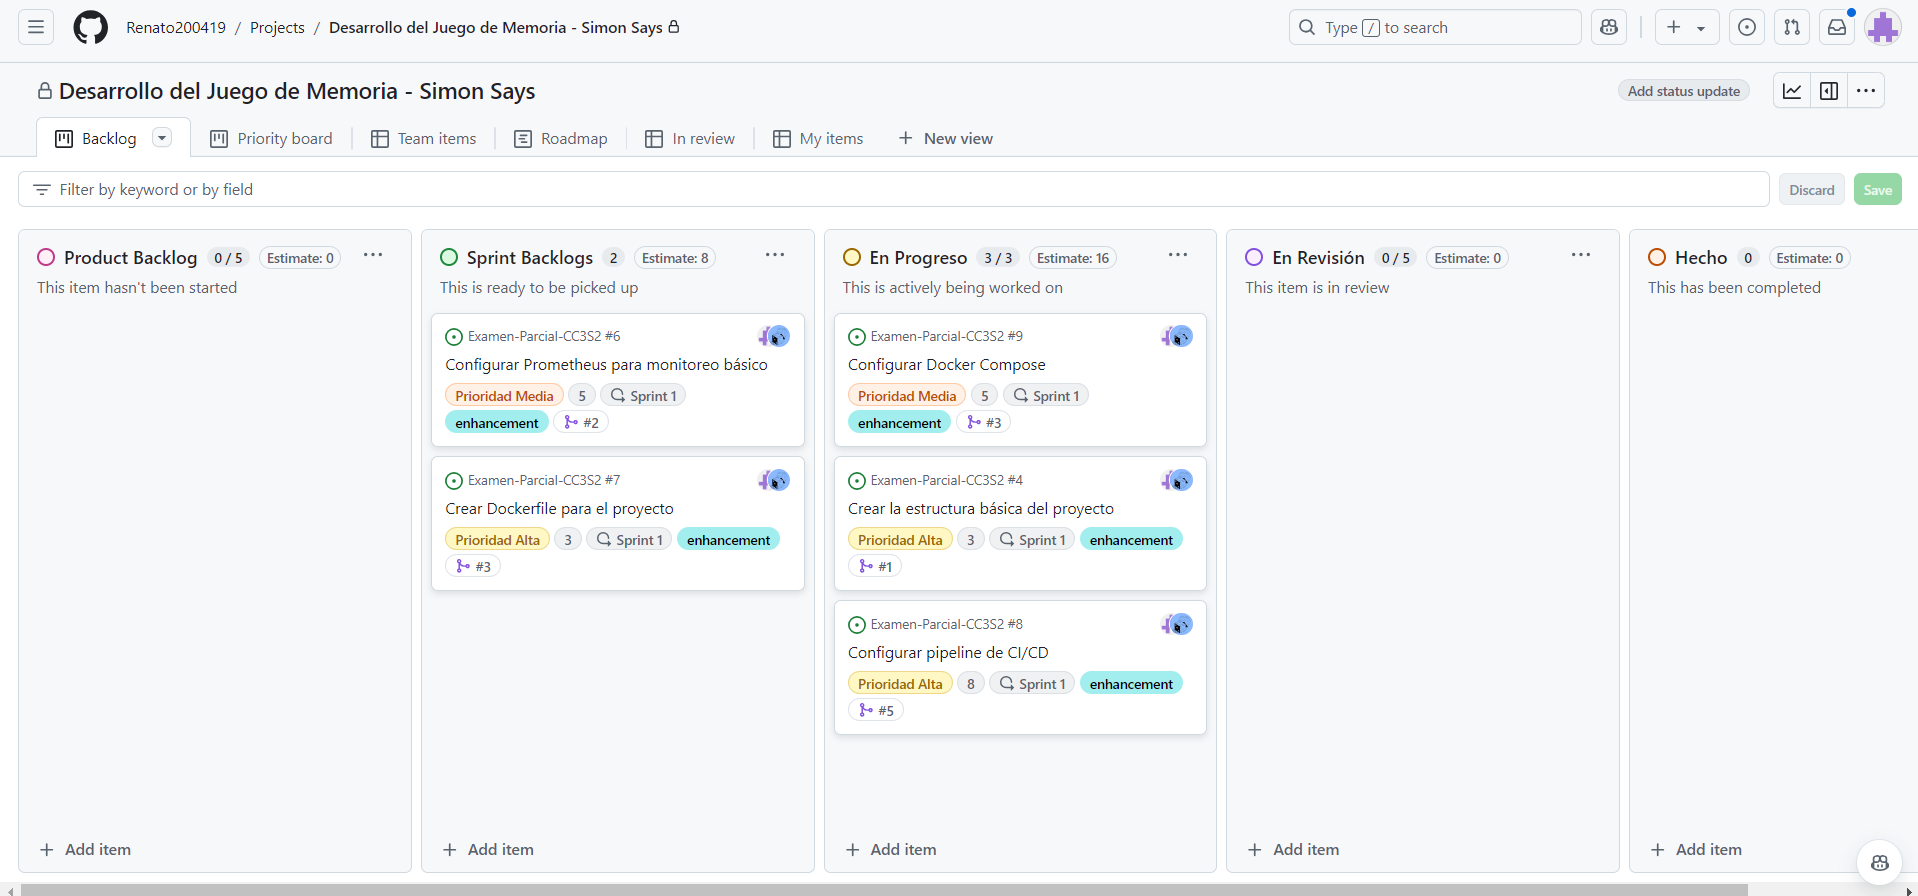 Renato200419 / Projects / Desarrollo del Juego de Memoria - Simon Says
Type / to search
Desarrollo del Juego de Memoria - Simon Says
Add status update
Backlog
Priority board
Team items
Roadmap
In review
My items
New view
Filter by keyword or by field
Discard
Save
Product Backlog 0 / 5 Estimate: 0
This item hasn't been started
Add item
Sprint Backlogs 2 Estimate: 8
This is ready to be picked up
Examen-Parcial-CC3S2 #6
Configurar Prometheus para monitoreo básico
Prioridad Media 5 Sprint 1
enhancement #2
Examen-Parcial-CC3S2 #7
Crear Dockerfile para el proyecto
Prioridad Alta 3 Sprint 1 enhancement
#3
Add item
En Progreso 3 / 3 Estimate: 16
This is actively being worked on
Examen-Parcial-CC3S2 #9
Configurar Docker Compose
Prioridad Media 5 Sprint 1
enhancement #3
Examen-Parcial-CC3S2 #4
Crear la estructura básica del proyecto
Prioridad Alta 3 Sprint 1 enhancement
#1
Examen-Parcial-CC3S2 #8
Configurar pipeline de CI/CD
Prioridad Alta 8 Sprint 1 enhancement
#5
Add item
En Revisión 0 / 5 Estimate: 0
This item is in review
Add item
Hecho 0 Estimate: 0
This has been completed
Add item